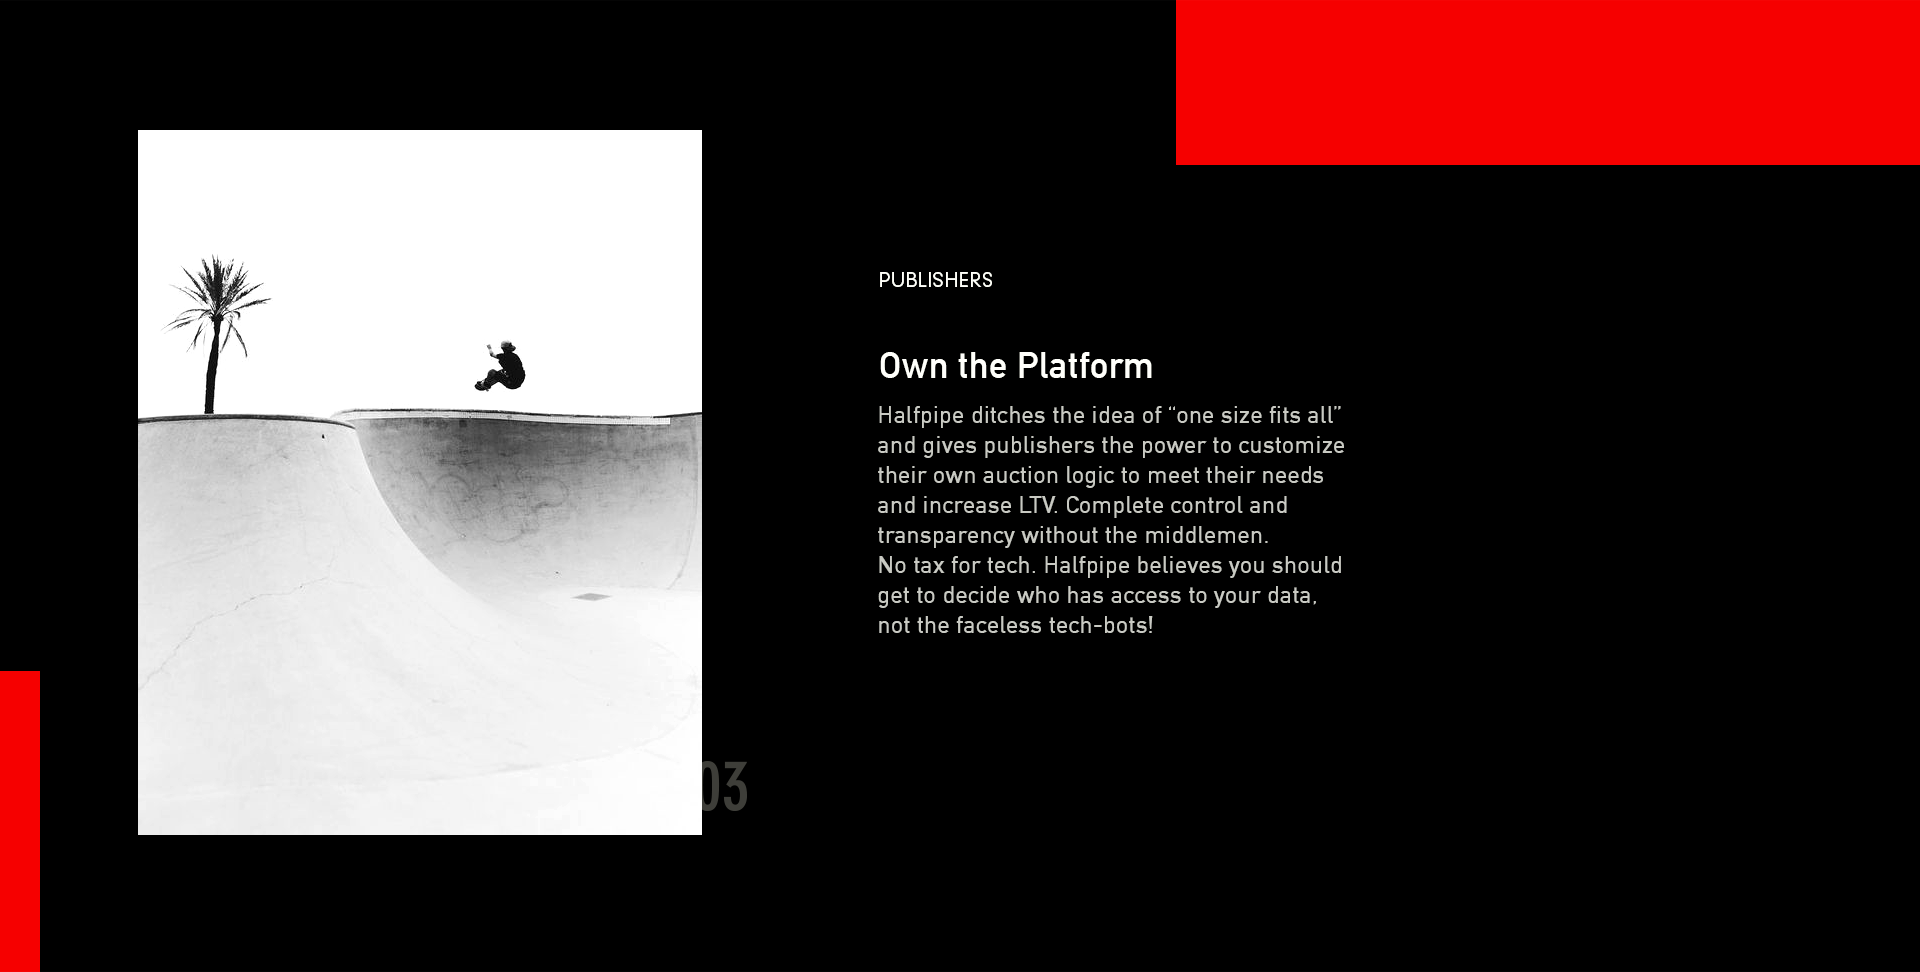 PUBLISHERS
Own the Platform
Halfpipe ditches the idea of “one size fits all”
and gives publishers the power to customize
their own auction logic to meet their needs
and increase LTV. Complete control and
transparency without the middlemen.
No tax for tech. Halfpipe believes you should
get to decide who has access to your data,
not the faceless tech-bots!
03